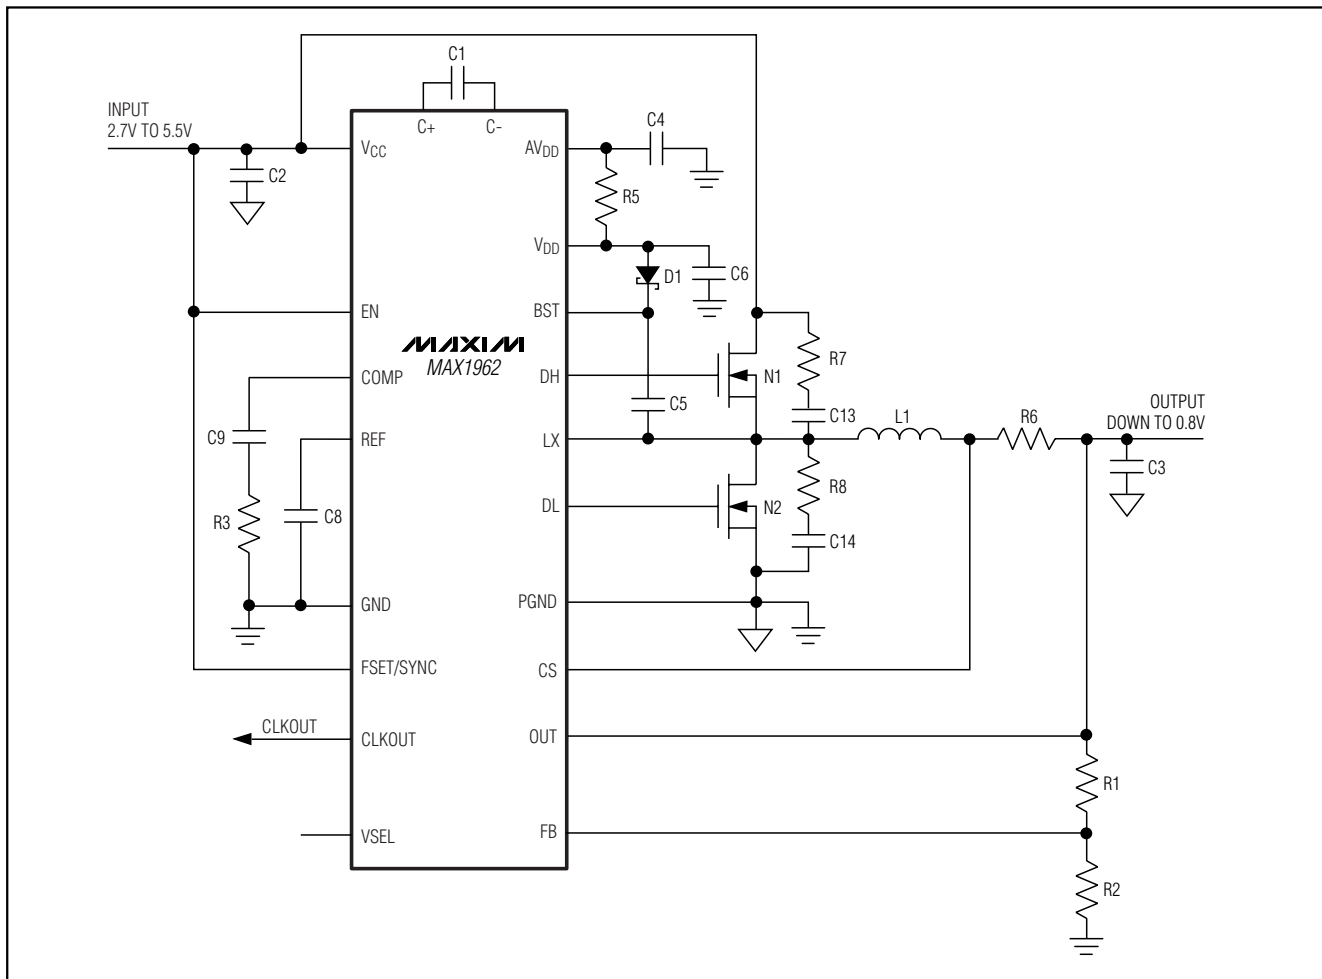 C1
INPUT
2.7V TO 5.5V
C+
C-
C4
VCC
AVDD
C2
R5
VDD
D1
C6
EN
BST
MAXIM
MAX1962
R7
COMP
DH
N1
C5
C13
L1
R6
OUTPUT
DOWN TO 0.8V
C9
REF
LX
C3
R3
C8
DL
N2
R8
C14
GND
PGND
FSET/SYNC
CS
CLKOUT
CLKOUT
OUT
R1
VSEL
FB
R2